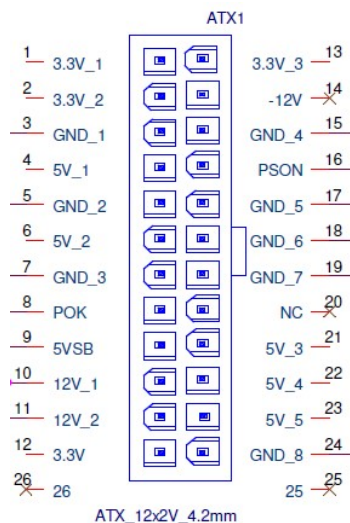 ATX1
1 3.3V_1 3.3V_3 13
2 3.3V_2 -12V 14
3 GND_1 GND_4 15
4 5V_1 PSON 16
5 GND_2 GND_5 17
6 5V_2 GND_6 18
7 GND_3 GND_7 19
8 POK NC 20
9 5VSB 5V_3 21
10 12V_1 5V_4 22
11 12V_2 5V_5 23
12 3.3V GND_8 24
26 26 25 25
ATX_12x2V_4.2mm